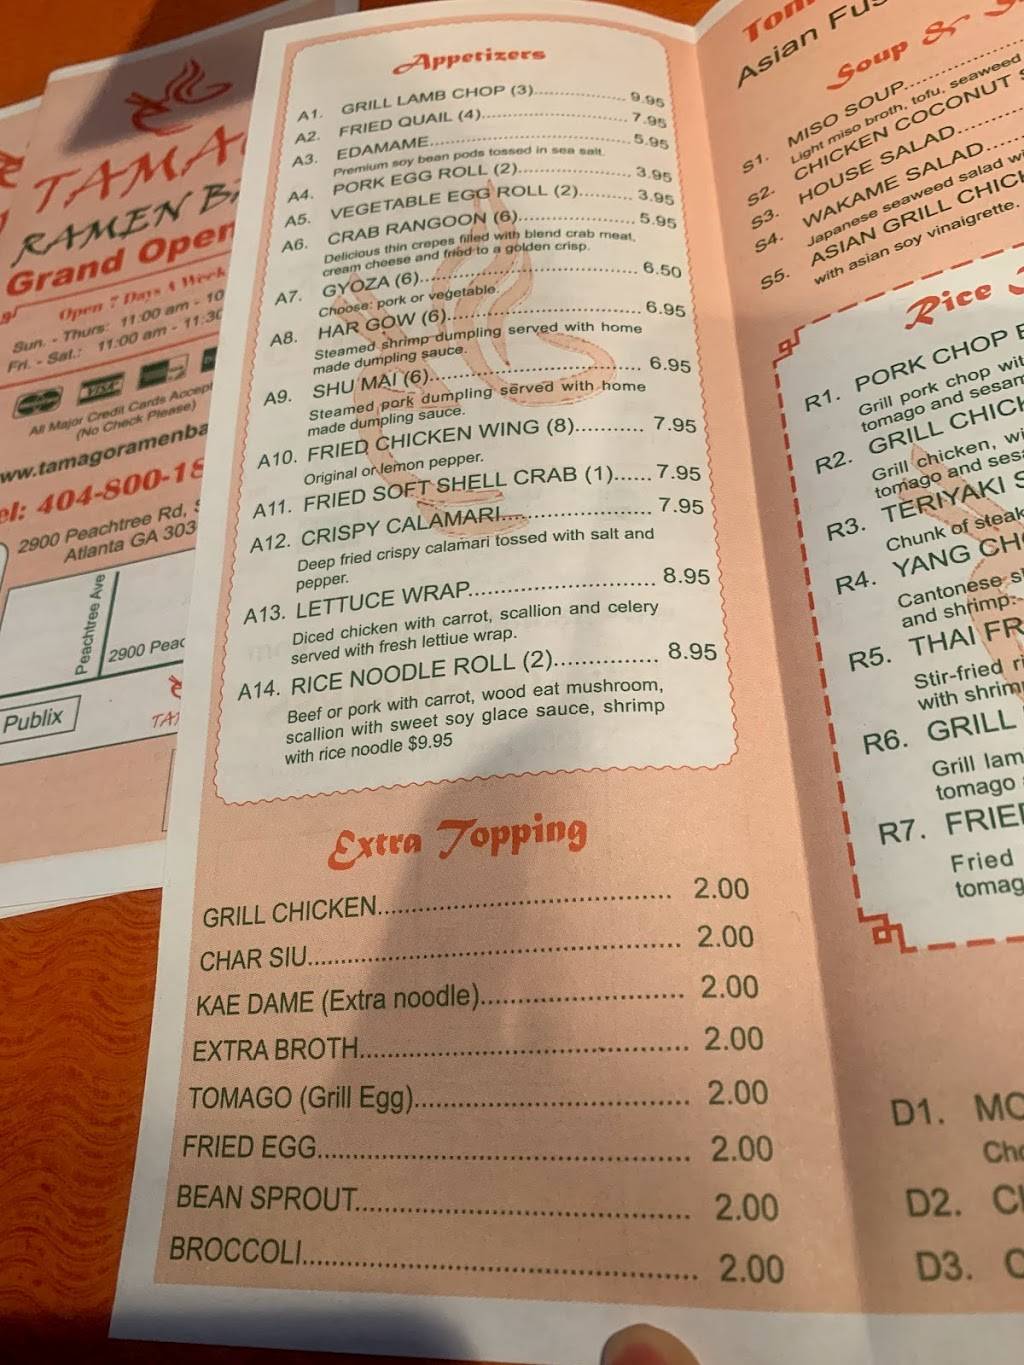 TAMA
RAMEN B
Grand Open
Open 7 Days A Week
Sun. - Thurs: 11:00 am - 10
Fri. - Sat.: 11:00 am - 11:30
VISA
All Major Credit Cards Accep
(No Check Please)
ww.tamagoramenba
el: 404-800-18
2900 Peachtree Rd,
Atlanta GA 303
Peachtree Ave
2900 Peac
Publix
TA
Appetizers
A1. GRILL LAMB CHOP (3)................... 9.95
A2. FRIED QUAIL (4)............................. 7.95
A3. EDAMAME........................................ 5.95
Premium soy bean pods tossed in sea salt.
A4. PORK EGG ROLL (2)....................... 3.95
A5. VEGETABLE EGG ROLL (2)......... 3.95
A6. CRAB RANGOON (6)..................... 5.95
Delicious thin crepes filled with blend crab meat,
cream cheese and fried to a golden crisp.
A7. GYOZA (6)........................................ 6.50
Choose: pork or vegetable.
A8. HAR GOW (6)................................... 6.95
Steamed shrimp dumpling served with home
made dumpling sauce.
A9. SHU MAI (6)...................................... 6.95
Steamed pork dumpling served with home
made dumpling sauce.
A10. FRIED CHICKEN WING (8)........... 7.95
Original or lemon pepper.
A11. FRIED SOFT SHELL CRAB (1)...... 7.95
A12. CRISPY CALAMARI........................ 7.95
Deep fried crispy calamari tossed with salt and
pepper.
A13. LETTUCE WRAP............................. 8.95
Diced chicken with carrot, scallion and celery
served with fresh lettiue wrap.
A14. RICE NOODLE ROLL (2)................ 8.95
Beef or pork with carrot, wood eat mushroom,
scallion with sweet soy glace sauce, shrimp
with rice noodle $9.95
Extra Topping
GRILL CHICKEN...................................... 2.00
CHAR SIU................................................ 2.00
KAE DAME (Extra noodle)........................... 2.00
EXTRA BROTH.......................................... 2.00
TOMAGO (Grill Egg)................................... 2.00
FRIED EGG................................................ 2.00
BEAN SPROUT........................................... 2.00
BROCCOLI................................................. 2.00
Tom
Asian Fus
Soup &
S1. MISO SOUP
Light miso broth, tofu, seaweed
S2. CHICKEN COCONUT S
S3. HOUSE SALAD
S4. WAKAME SALAD
Japanese seaweed salad wi
S5. ASIAN GRILL CHICK
with asian soy vinaigrette.
Rice
R1. PORK CHOP
Grill pork chop wit
tomago and sesam
R2. GRILL CHICK
Grill chicken, wi
tomago and sesa
R3. TERIYAKI S
Chunk of steak
R4. YANG CHO
Cantonese s
and shrimp.
R5. THAI FR
Stir-fried ri
with shrim
R6. GRILL
Grill lam
tomago
R7. FRIED
Fried
tomag
D1. MO
Cho
D2. C
D3. C